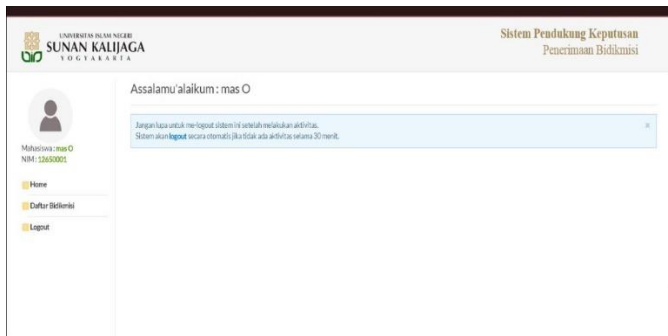 UNIVERSITAS ISLAM NEGERI
SUNAN KALIJAGA
YOGYAKARTA
Sistem Pendukung Keputusan
Penerimaan Bidikmisi
Mahasiswa : mas O
NIM : 12650001
Home
Daftar Bidikmisi
Logout
Assalamu'alaikum : mas O
Jangan lupa untuk me-logout sistem ini setelah melakukan aktivitas.
Sistem akan logout secara otomatis jika tidak ada aktivitas selama 30 menit.
×